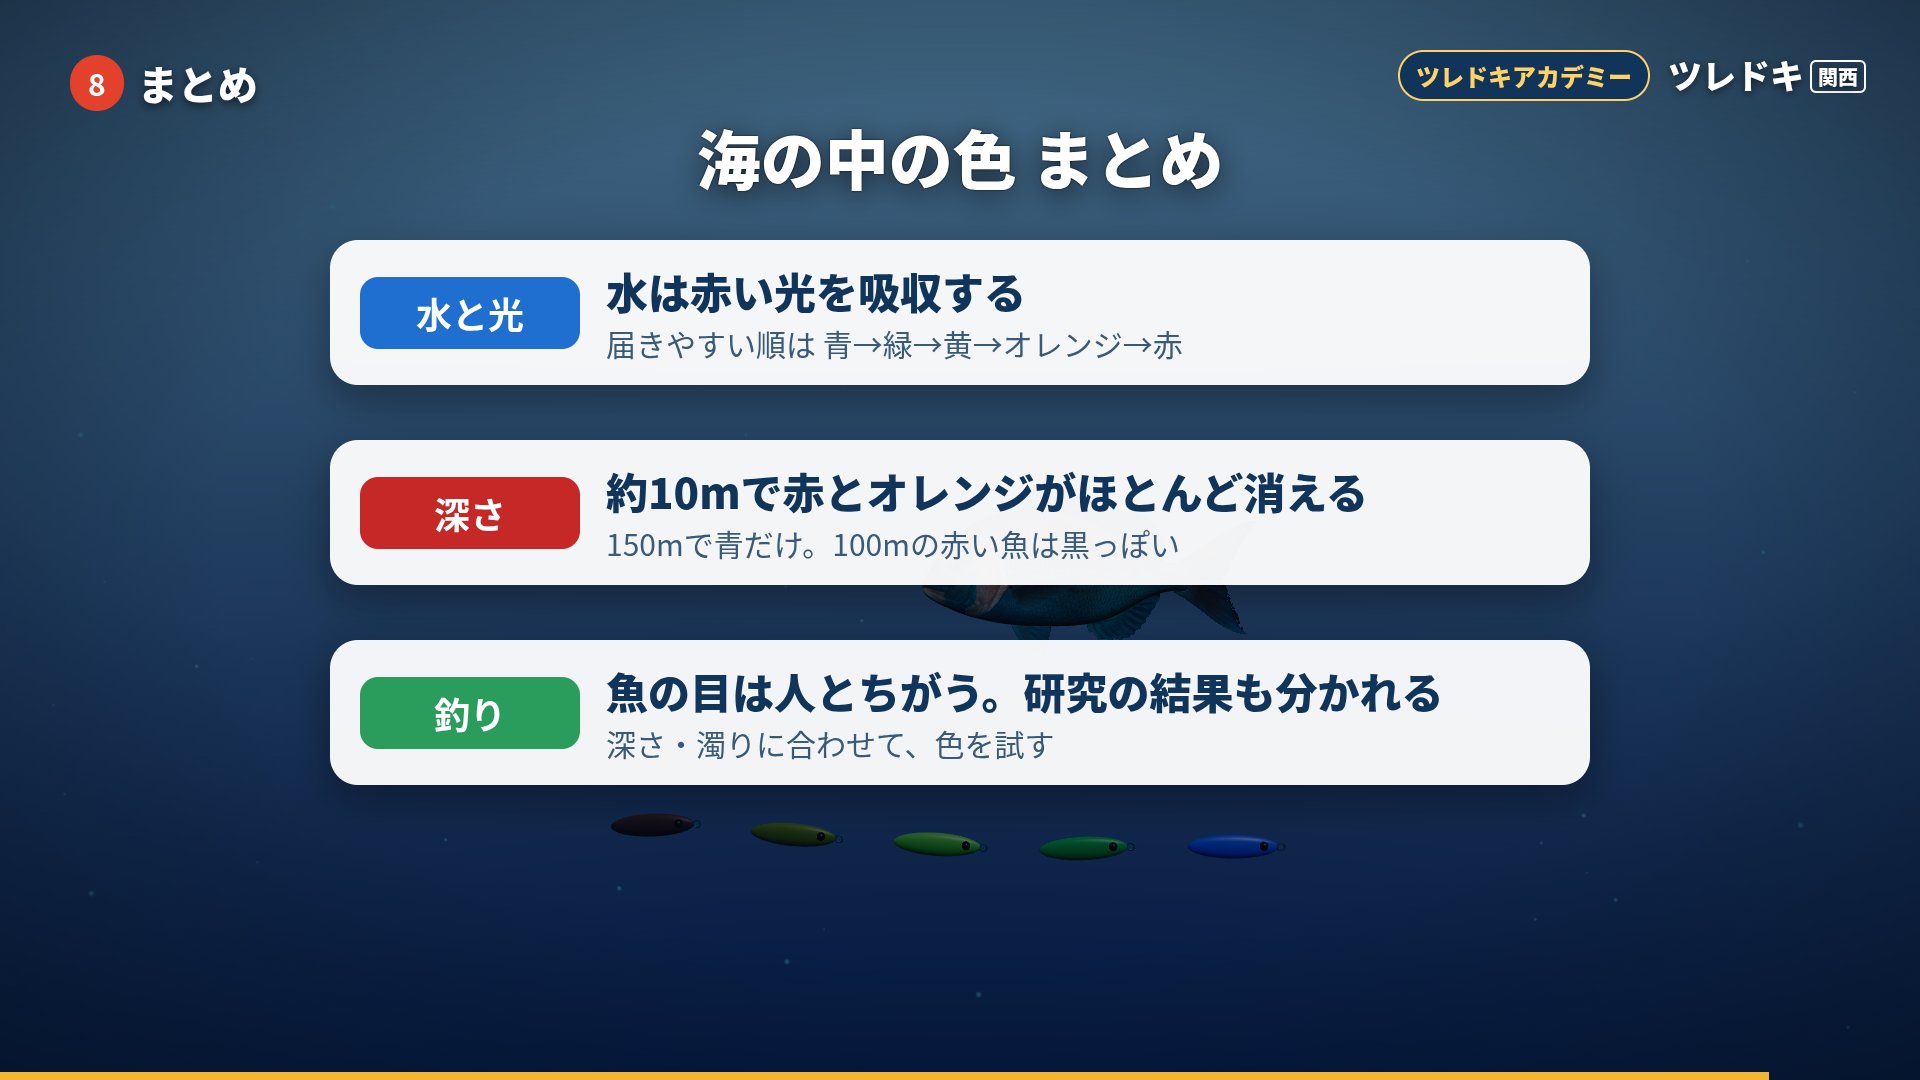 8 まとめ
ツレドキアカデミー
ツレドキ 関西
海の中の色 まとめ
水と光
水は赤い光を吸収する
届きやすい順は 青→緑→黄→オレンジ→赤
深さ
約10mで赤とオレンジがほとんど消える
150mで青だけ。100mの赤い魚は黒っぽい
釣り
魚の目は人とちがう。研究の結果も分かれる
深さ・濁りに合わせて、色を試す